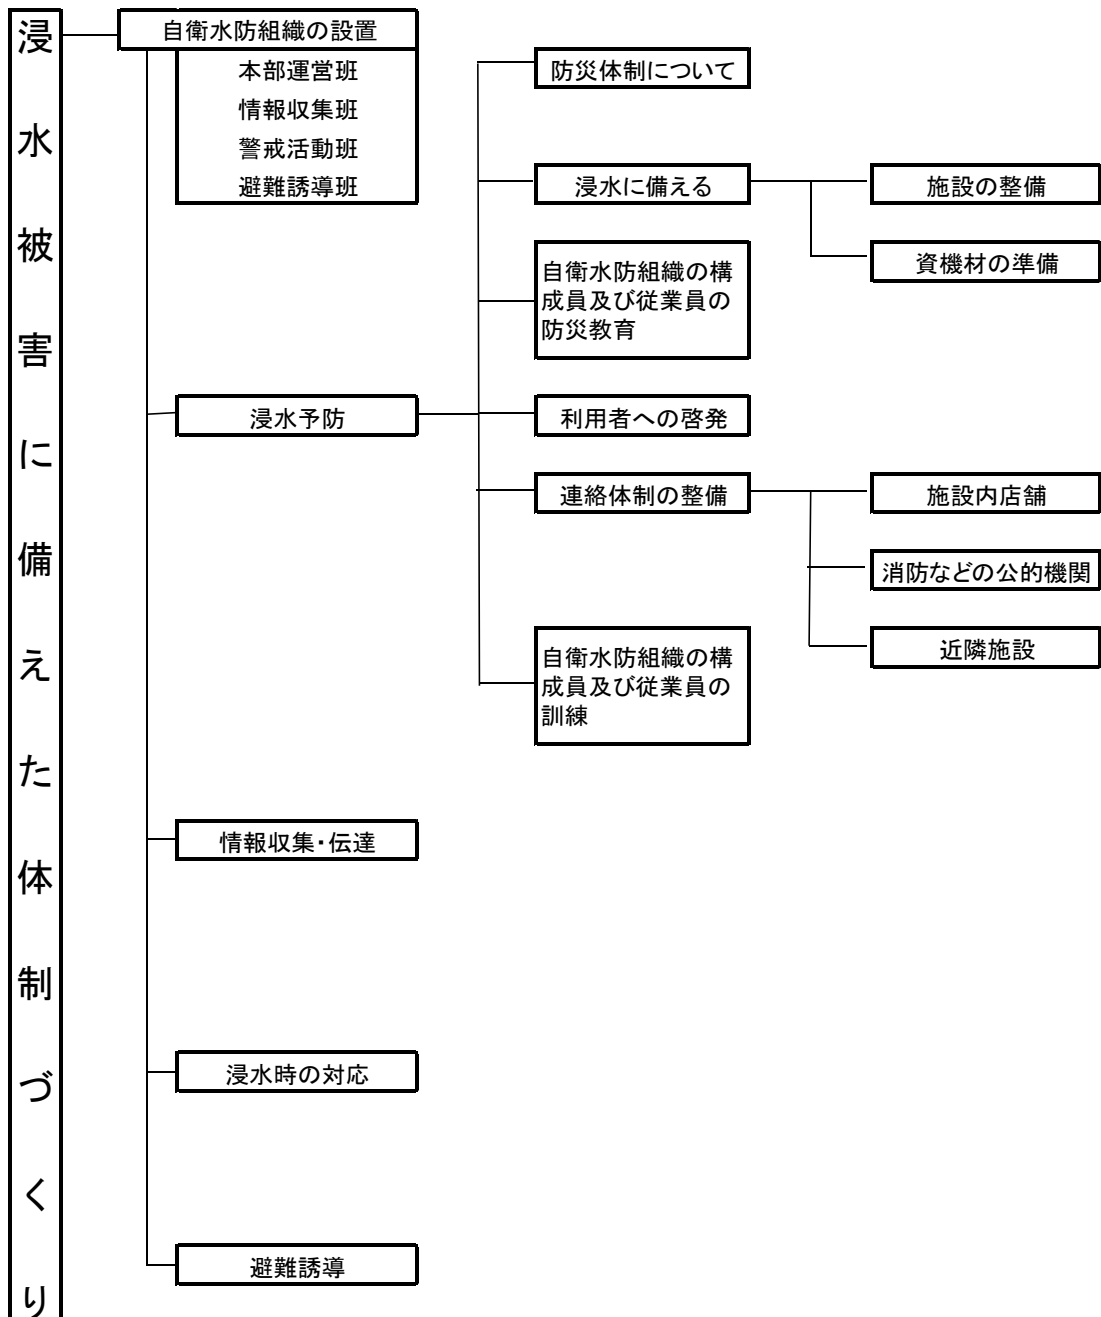 浸水被害に備えた体制づくり
自衛水防組織の設置
本部運営班
情報収集班
警戒活動班
避難誘導班
防災体制について
浸水に備える
施設の整備
資機材の準備
自衛水防組織の構
成員及び従業員の
防災教育
浸水予防
利用者への啓発
連絡体制の整備
施設内店舗
消防などの公的機関
近隣施設
自衛水防組織の構
成員及び従業員の
訓練
情報収集・伝達
浸水時の対応
避難誘導